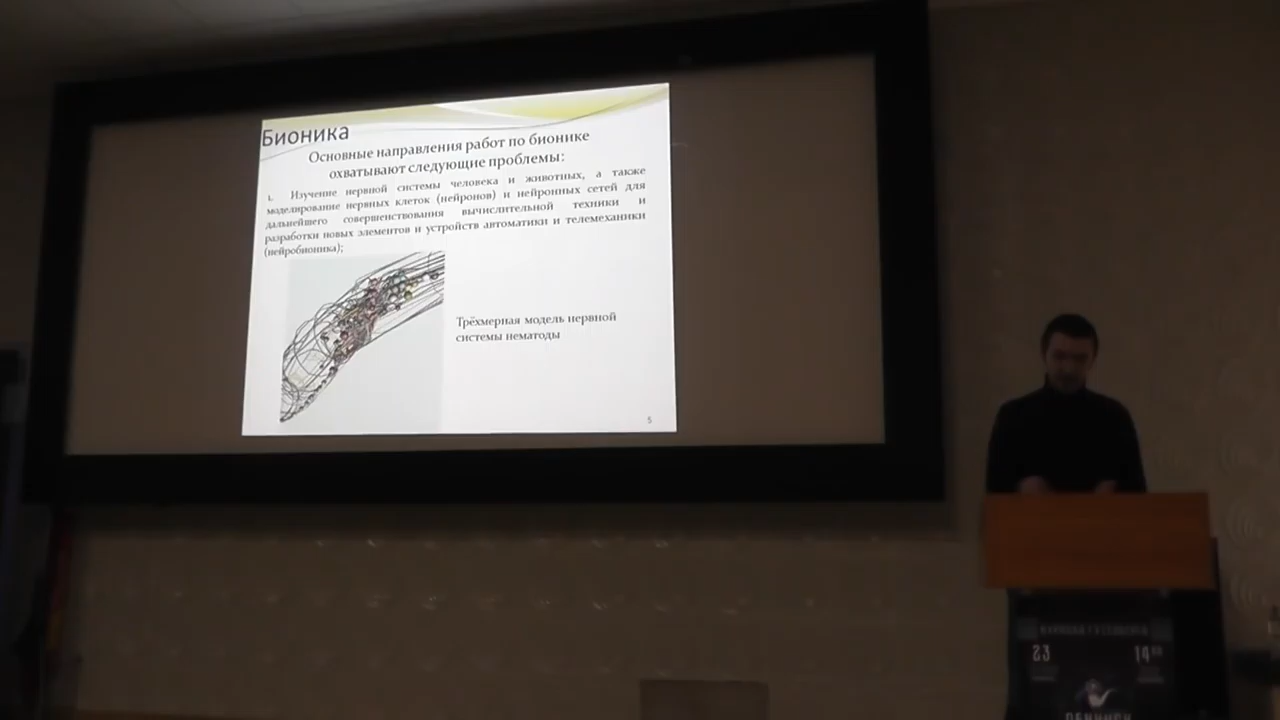 Бионика
Основные направления работ по бионике
охватывают следующие проблемы:
1. Изучение нервной системы человека и животных, а также
моделирование нервных клеток (нейронов) и нейронных сетей для
дальнейшего совершенствования вычислительной техники и
разработки новых элементов и устройств автоматики и телемеханики
(нейробионика);
Трёхмерная модель нервной
системы нематоды
5
23
14